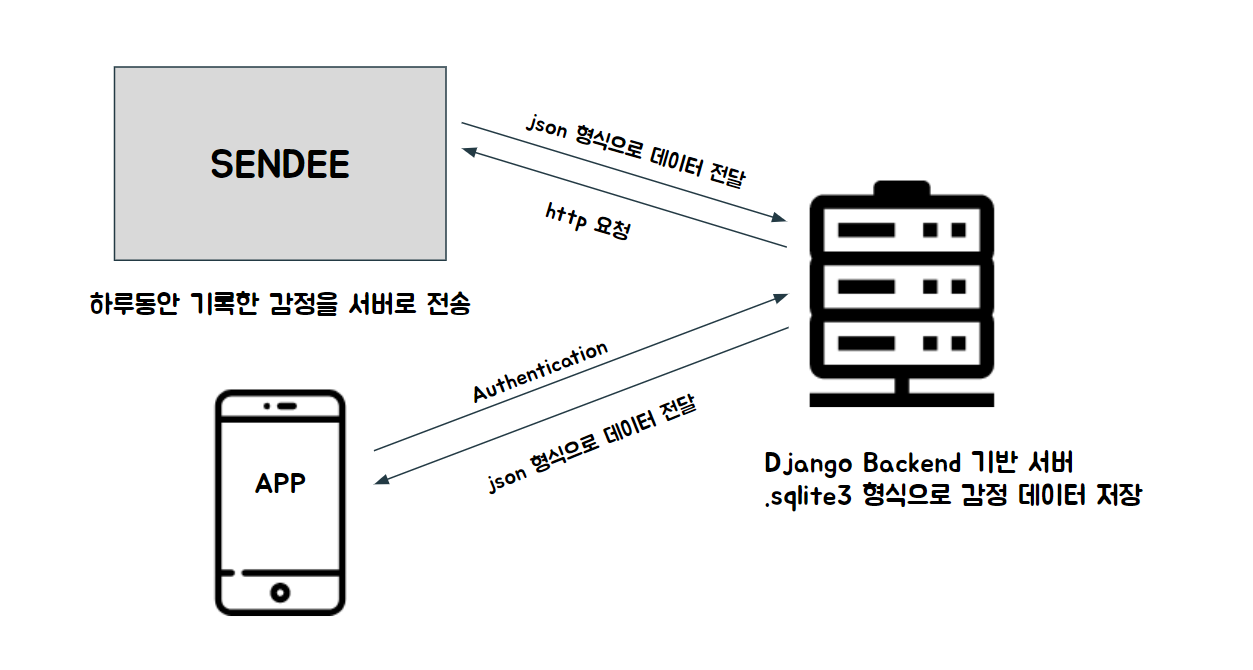 SENDEE
json 형식으로 데이터 전달
http 요청
하루동안 기록한 감정을 서버로 전송
Authentication
json 형식으로 데이터 전달
APP
Django Backend 기반 서버
.sqlite3 형식으로 감정 데이터 저장